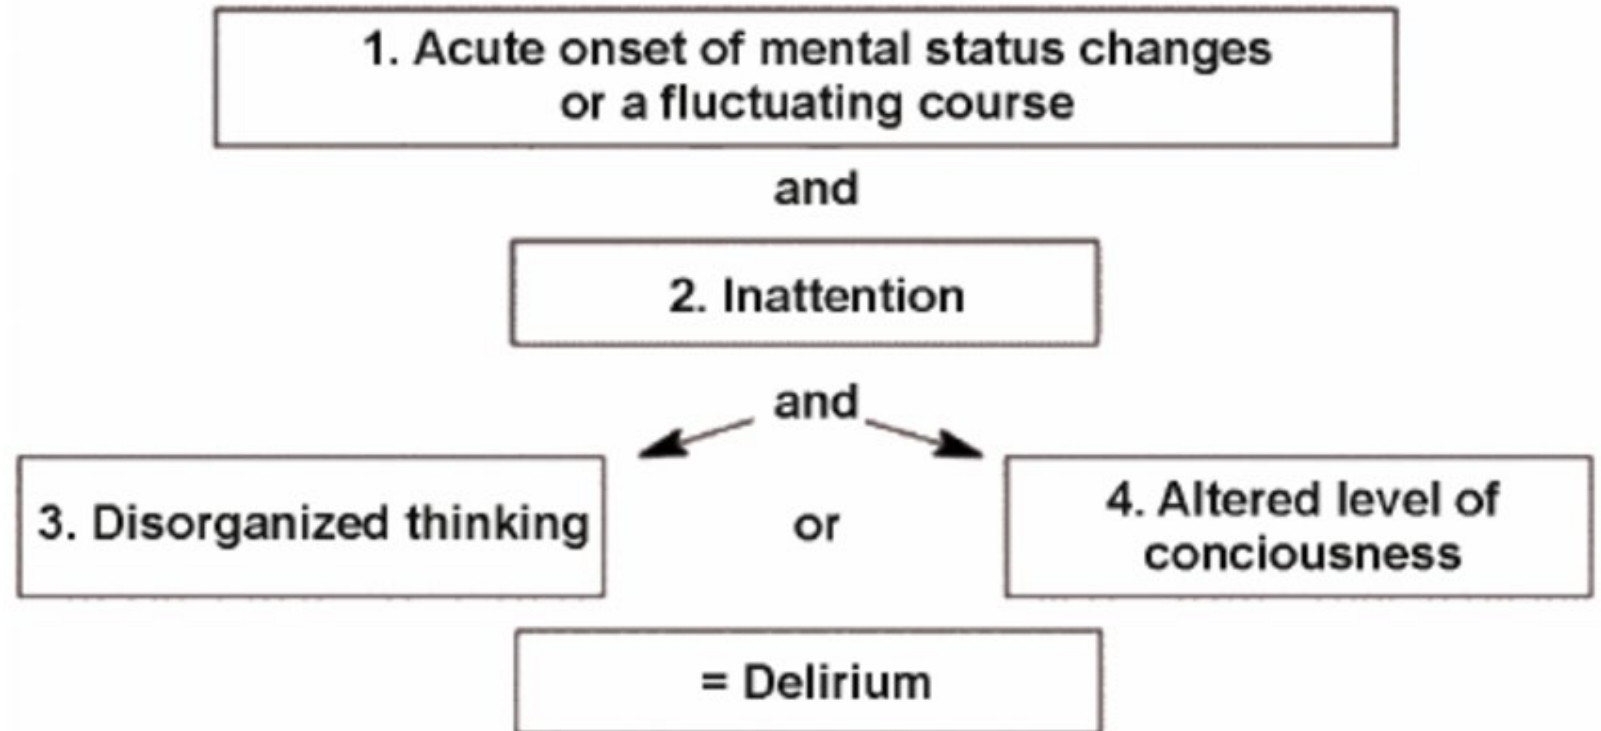 1. Acute onset of mental status changes
or a fluctuating course
and
2. Inattention
and
3. Disorganized thinking
or
4. Altered level of
conciousness
= Delirium